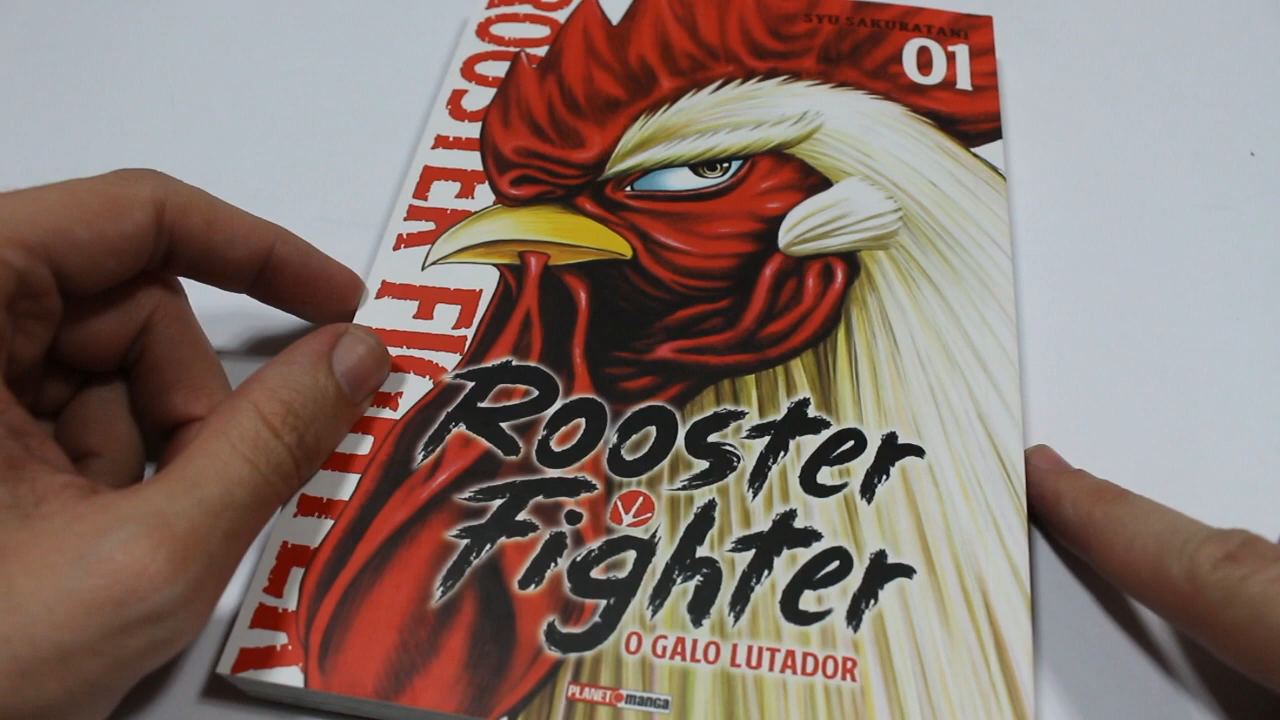 ROOSTER FIGHTER
SYU SAKURATANI
01
Rooster
Fighter
O GALO LUTADOR
PLANET manga